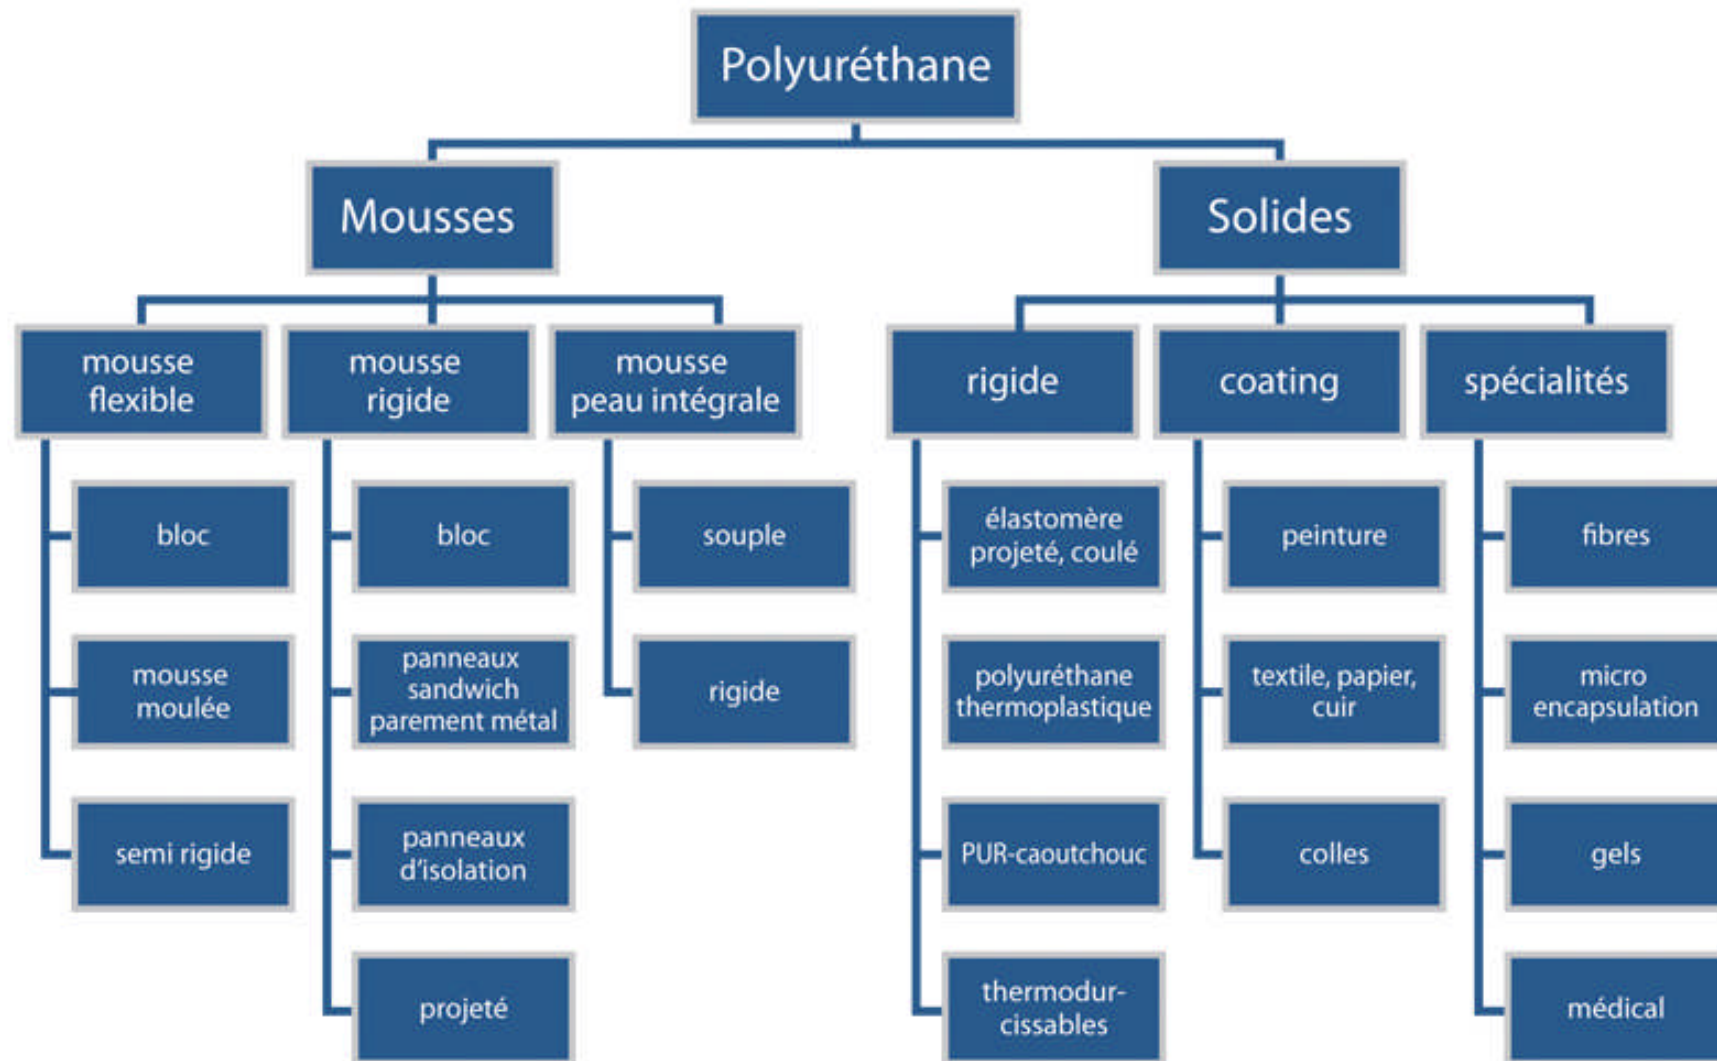 Polyuréthane
Mousses
Solides
mousse
flexible
mousse
rigide
mousse
peau intégrale
rigide
coating
spécialités
bloc
bloc
souple
élastomère
projeté, coulé
peinture
fibres
mousse
moulée
panneaux
sandwich
parement métal
rigide
polyuréthane
thermoplastique
textile, papier,
cuir
micro
encapsulation
semi rigide
panneaux
d’isolation
PUR-caoutchouc
colles
gels
projeté
thermodur-
cissables
médical